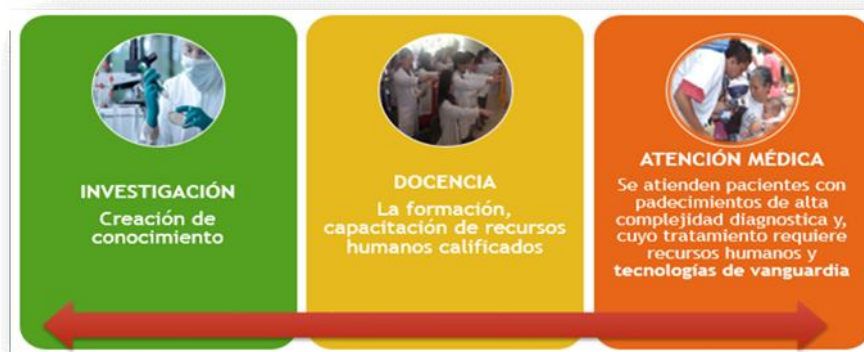 INVESTIGACIÓN
Creación de
conocimiento
DOCENCIA
La formación,
capacitación de recursos
humanos calificados
ATENCIÓN MÉDICA
Se atienden pacientes con
padecimientos de alta
complejidad diagnostica y,
cuyo tratamiento requiere
recursos humanos y
tecnologías de vanguardia